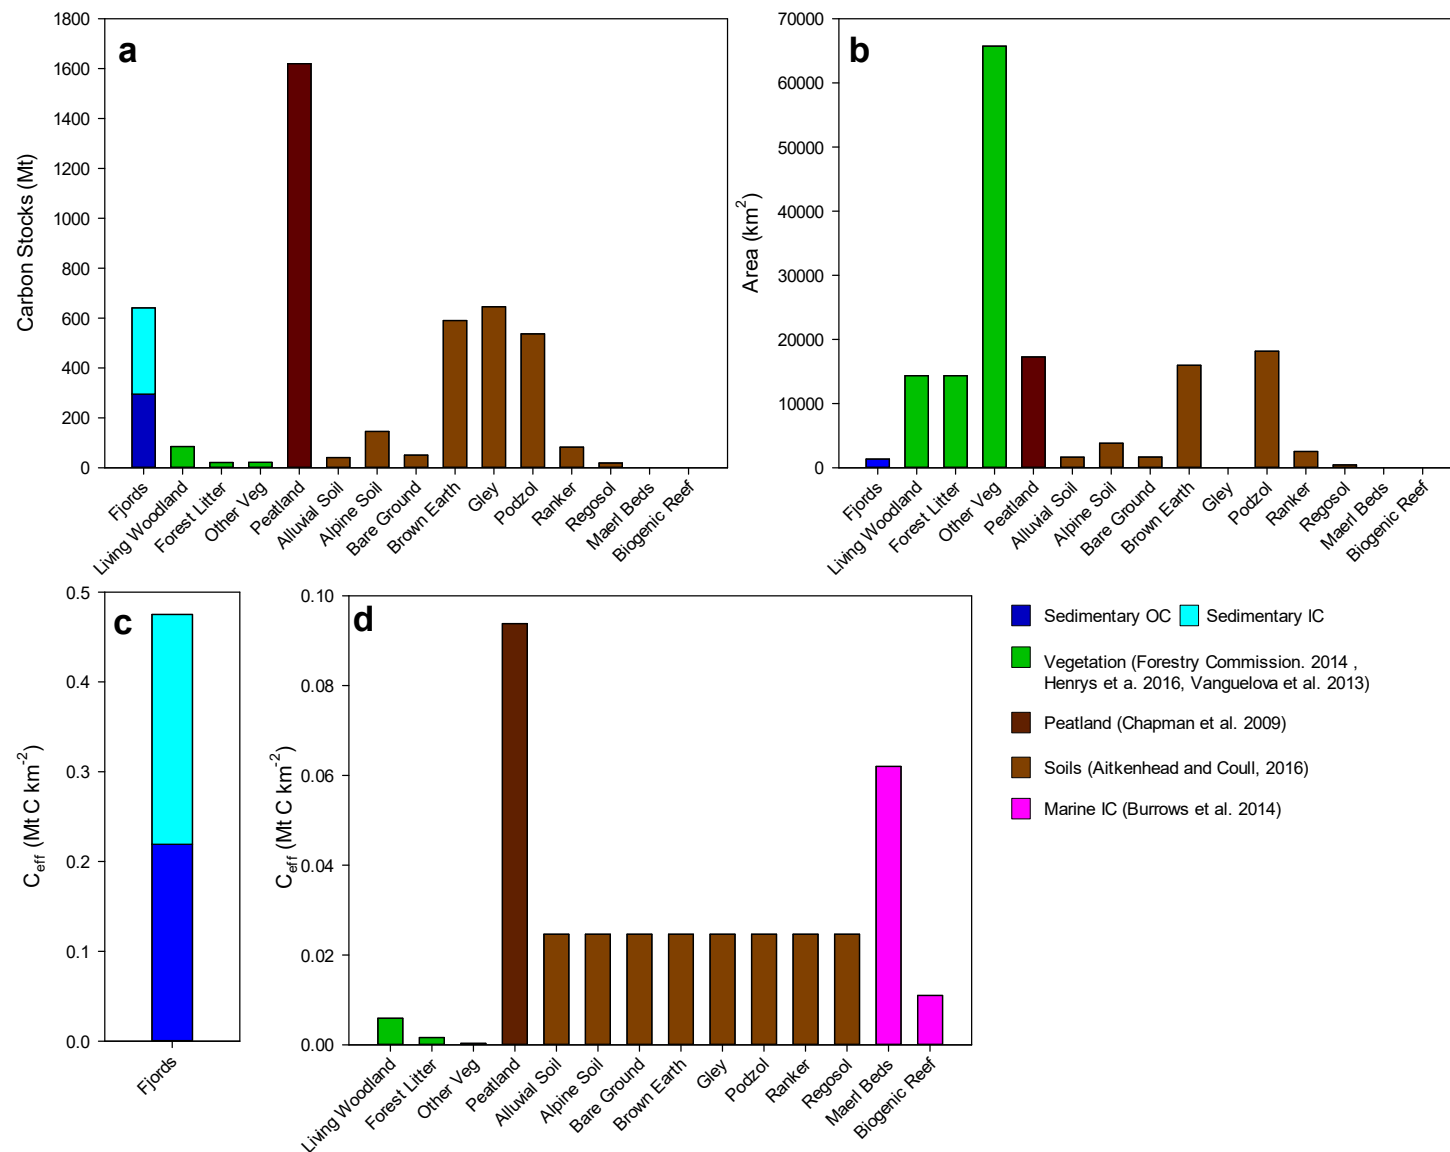 a
Carbon Stocks (Mt)
1800
1600
1400
1200
1000
800
600
400
200
0
Fjords
Living Woodland
Forest Litter
Other Veg
Peatland
Alluvial Soil
Alpine Soil
Bare Ground
Brown Earth
Gley
Podzol
Ranker
Regosol
Maerl Beds
Biogenic Reef
b
Area (km2)
70000
60000
50000
40000
30000
20000
10000
0
Fjords
Living Woodland
Forest Litter
Other Veg
Peatland
Alluvial Soil
Alpine Soil
Bare Ground
Brown Earth
Gley
Podzol
Ranker
Regosol
Maerl Beds
Biogenic Reef
c
Ceff (Mt C km-2)
0.5
0.4
0.3
0.2
0.1
0.0
Fjords
d
Ceff (Mt C km-2)
0.10
0.08
0.06
0.04
0.02
0.00
Living Woodland
Forest Litter
Other Veg
Peatland
Alluvial Soil
Alpine Soil
Bare Ground
Brown Earth
Gley
Podzol
Ranker
Regosol
Maerl Beds
Biogenic Reef
Sedimentary OC Sedimentary IC
Vegetation (Forestry Commission. 2014 ,
Henrys et a. 2016, Vanguelova et al. 2013)
Peatland (Chapman et al. 2009)
Soils (Aitkenhead and Coull, 2016)
Marine IC (Burrows et al. 2014)